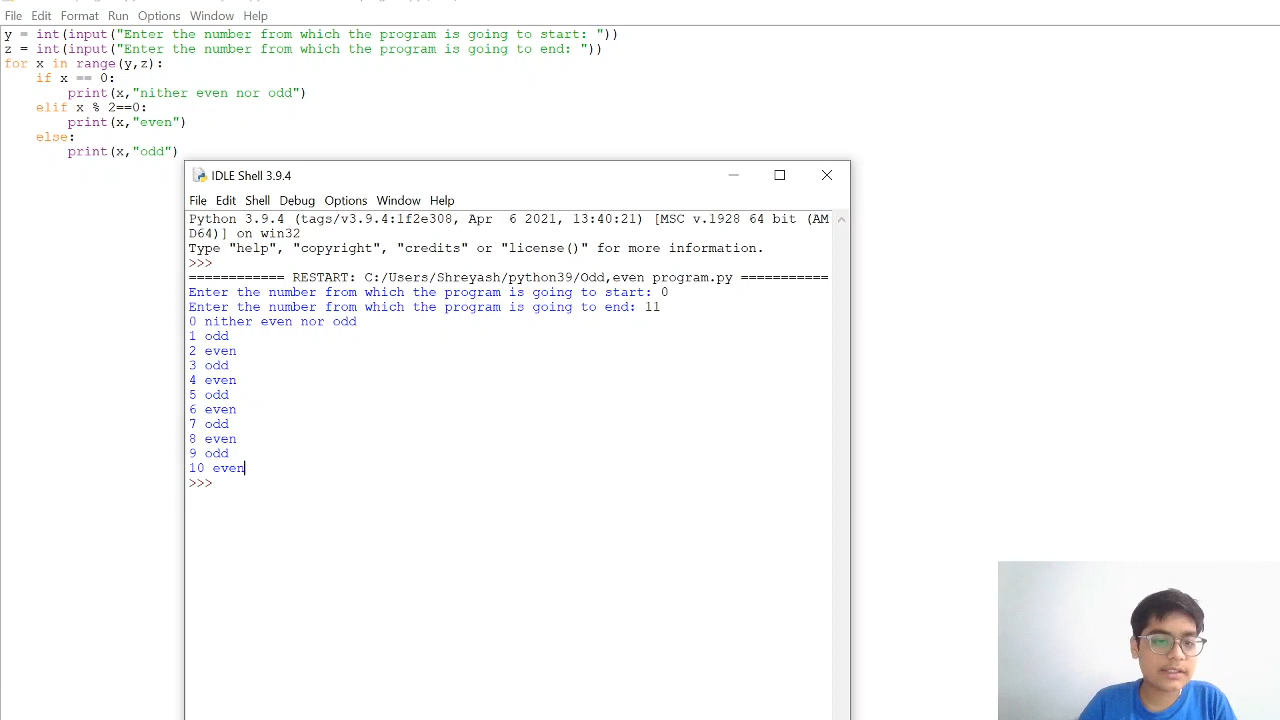 File Edit Format Run Options Window Help
y = int(input("Enter the number from which the program is going to start: "))
z = int(input("Enter the number from which the program is going to end: "))
for x in range(y,z):
    if x == 0:
        print(x,"nither even nor odd")
    elif x % 2==0:
        print(x,"even")
    else:
        print(x,"odd")
IDLE Shell 3.9.4
File Edit Shell Debug Options Window Help
Python 3.9.4 (tags/v3.9.4:1f2e308, Apr  6 2021, 13:40:21) [MSC v.1928 64 bit (AM
D64)] on win32
Type "help", "copyright", "credits" or "license()" for more information.
>>>
============ RESTART: C:/Users/Shreyash/python39/Odd,even program.py ===========
Enter the number from which the program is going to start: 0
Enter the number from which the program is going to end: 11
0 nither even nor odd
1 odd
2 even
3 odd
4 even
5 odd
6 even
7 odd
8 even
9 odd
10 even
>>>